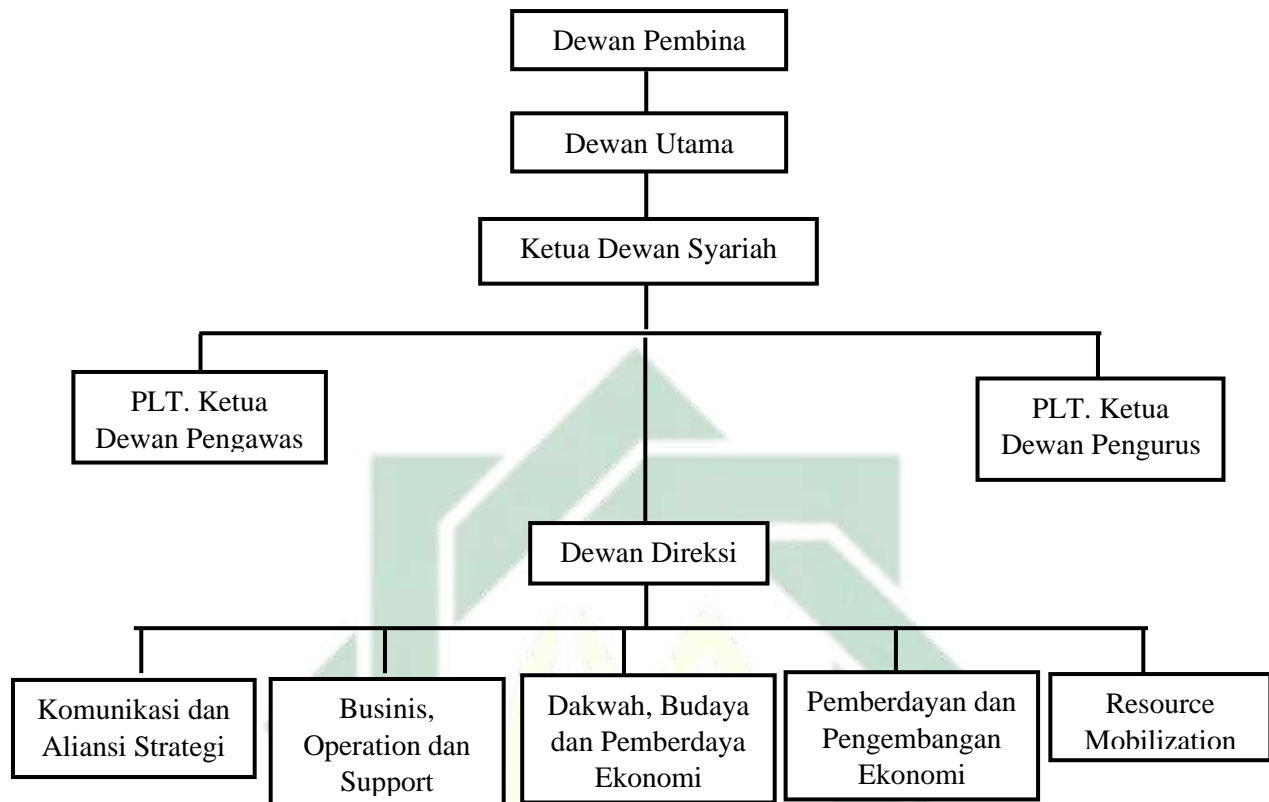 Dewan Pembina
Dewan Utama
Ketua Dewan Syariah
PLT. Ketua
Dewan Pengawas
PLT. Ketua
Dewan Pengurus
Dewan Direksi
Komunikasi dan
Aliansi Strategi
Businis,
Operation dan
Support
Dakwah, Budaya
dan Pemberdaya
Ekonomi
Pemberdayan dan
Pengembangan
Ekonomi
Resource
Mobilization